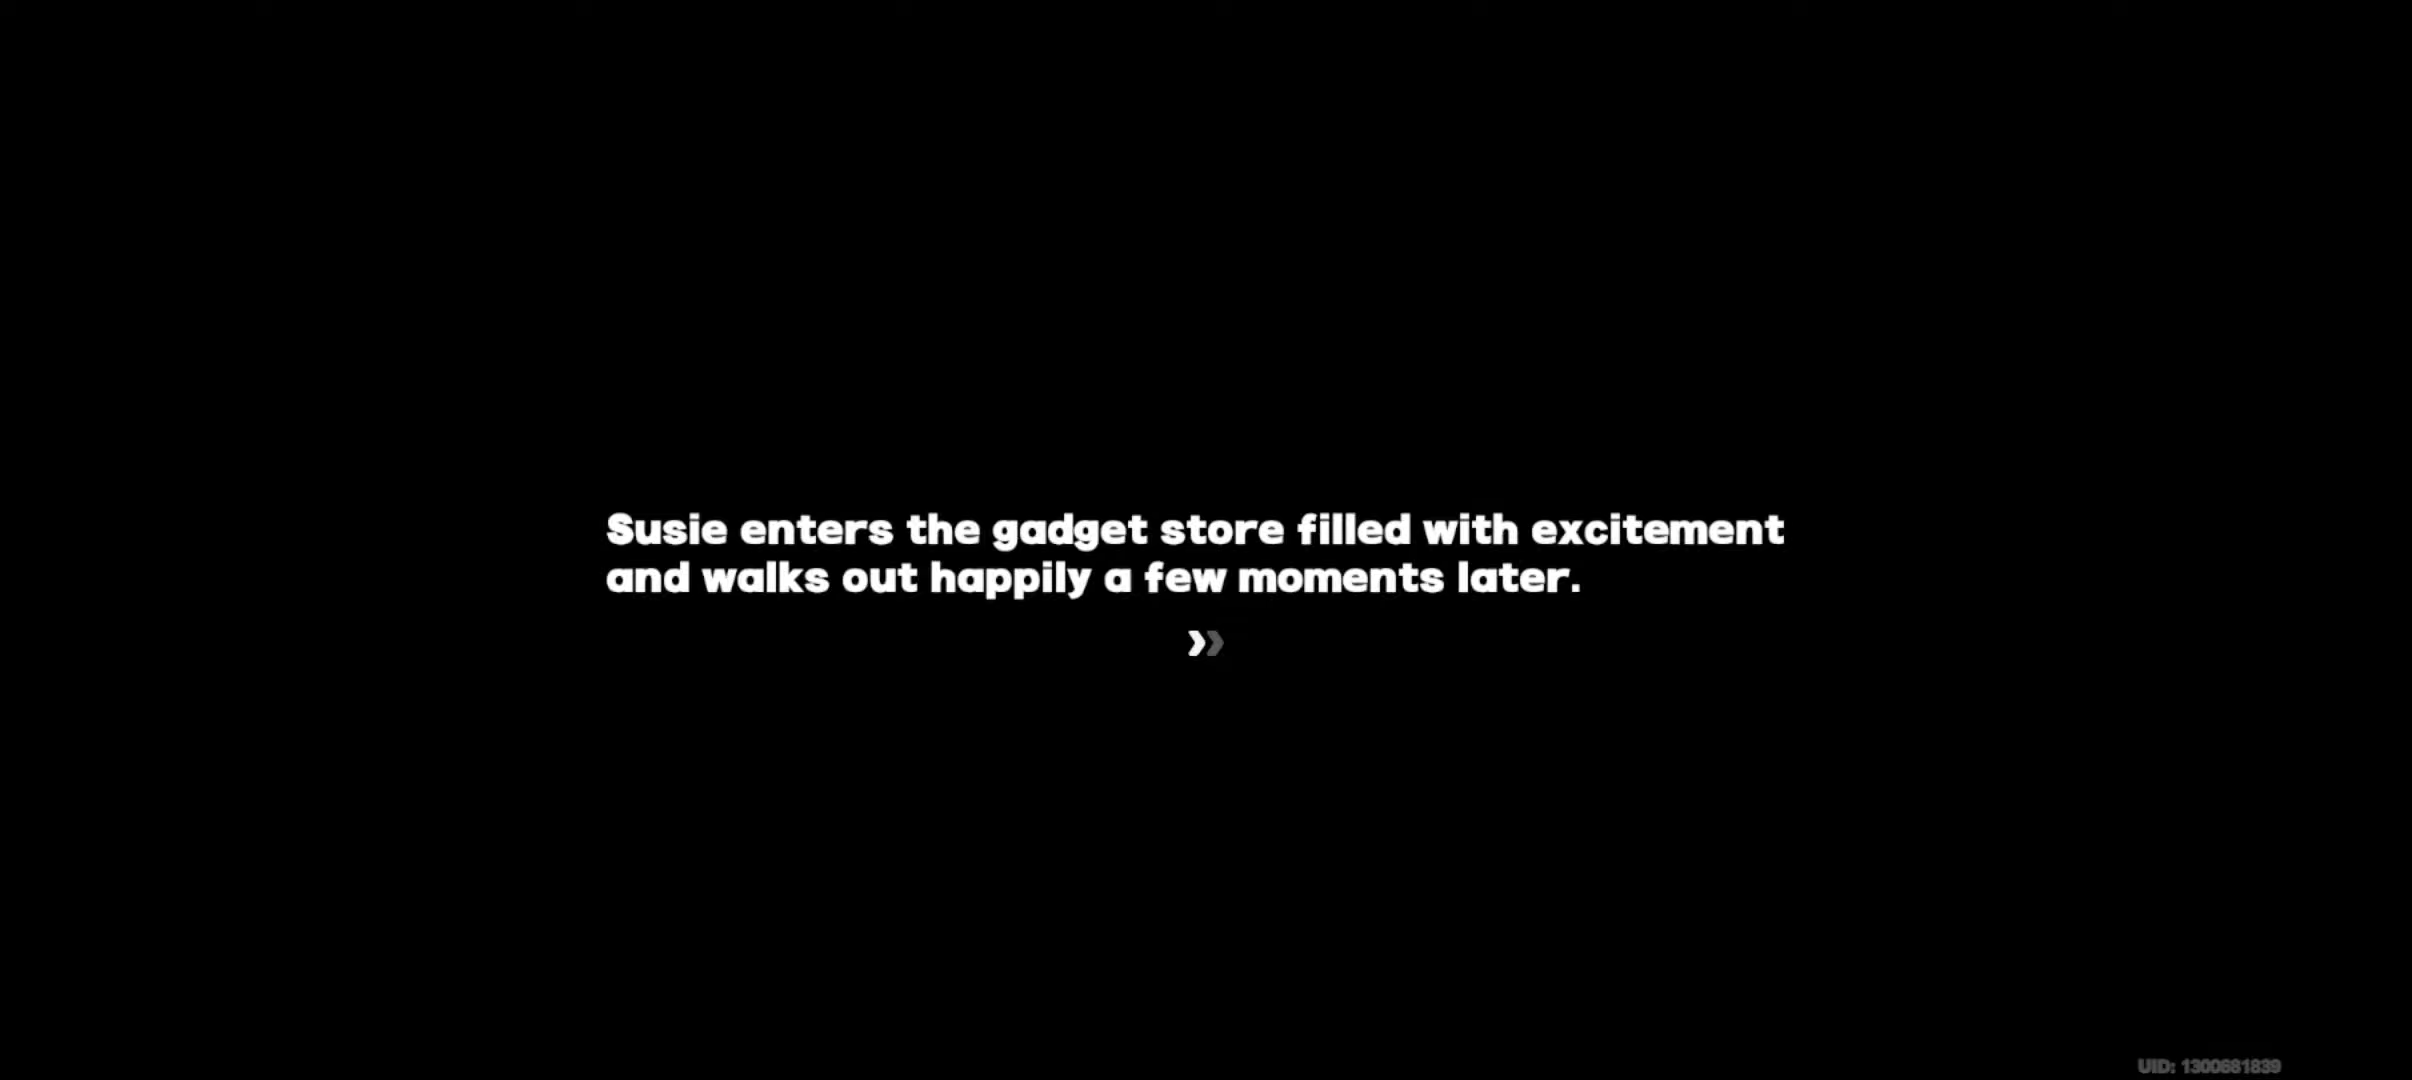 Susie enters the gadget store filled with excitement
and walks out happily a few moments later.
UID: 1300681839